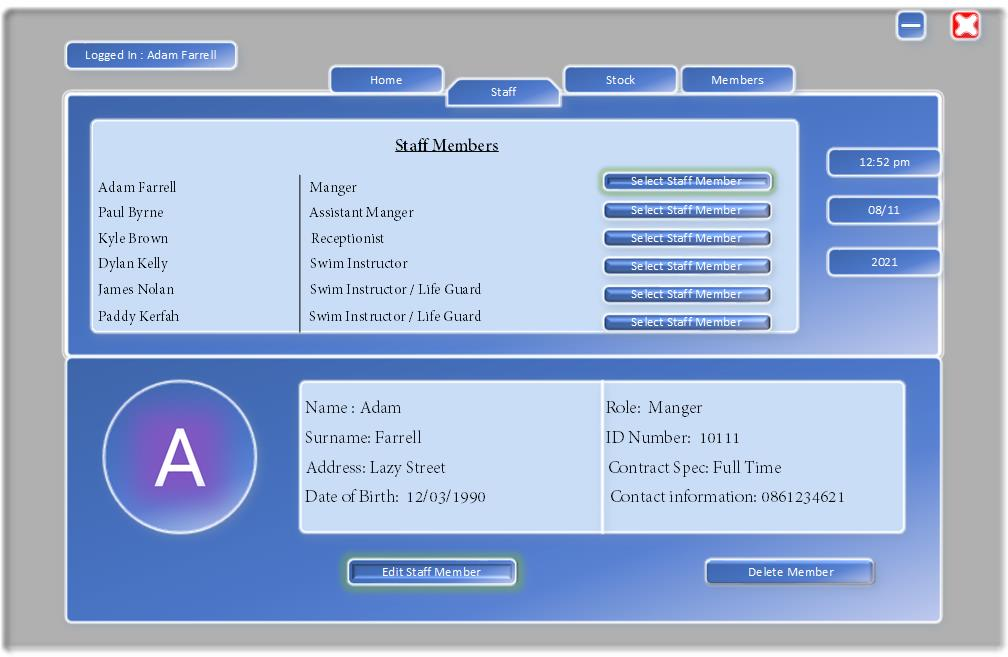 Logged In : Adam Farrell
Home
Staff
Stock
Members
Staff Members
Adam Farrell Manger Select Staff Member
Paul Byrne Assistant Manger Select Staff Member
Kyle Brown Receptionist Select Staff Member
Dylan Kelly Swim Instructor Select Staff Member
James Nolan Swim Instructor / Life Guard Select Staff Member
Paddy Kerfah Swim Instructor / Life Guard Select Staff Member
12:52 pm
08/11
2021
A
Name : Adam
Surname: Farrell
Address: Lazy Street
Date of Birth: 12/03/1990
Role: Manger
ID Number: 10111
Contract Spec: Full Time
Contact information: 0861234621
Edit Staff Member
Delete Member